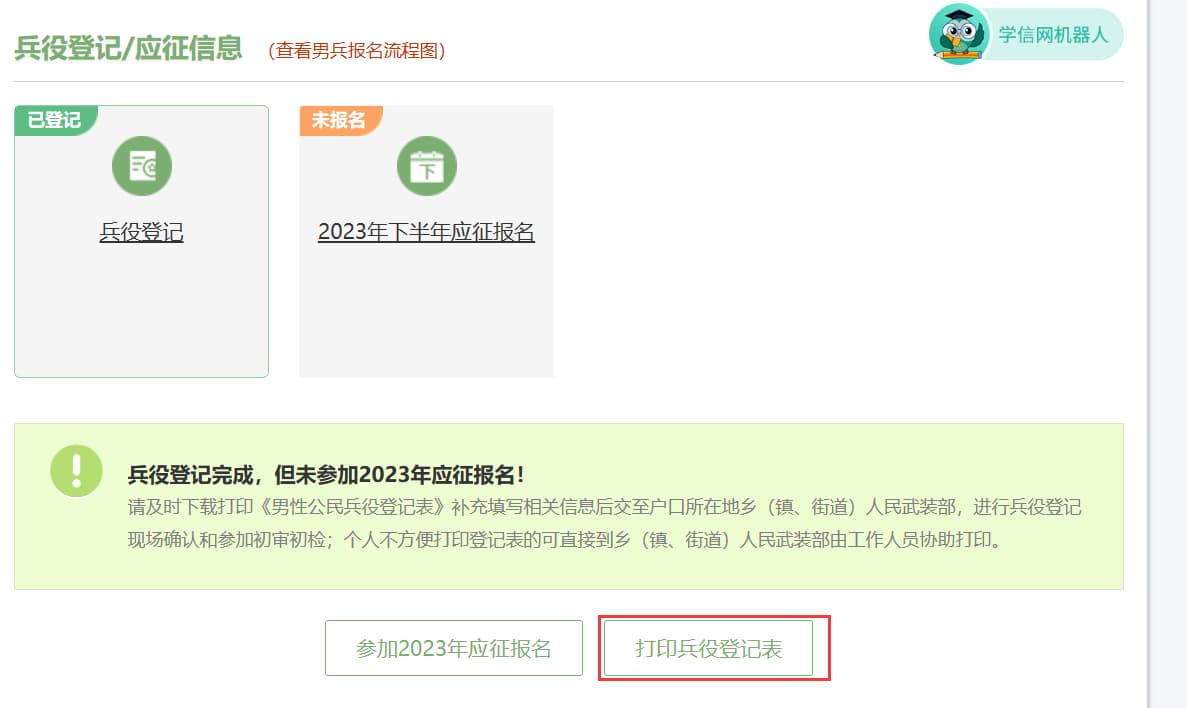 兵役登记/应征信息 (查看男兵报名流程图)
学信网机器人
已登记
兵役登记
未报名
下
2023年下半年应征报名
兵役登记完成，但未参加2023年应征报名！
请及时下载打印《男性公民兵役登记表》补充填写相关信息后交至户口所在地乡（镇、街道）人民武装部，进行兵役登记
现场确认和参加初审初检；个人不方便打印登记表的可直接到乡（镇、街道）人民武装部由工作人员协助打印。
参加2023年应征报名
打印兵役登记表